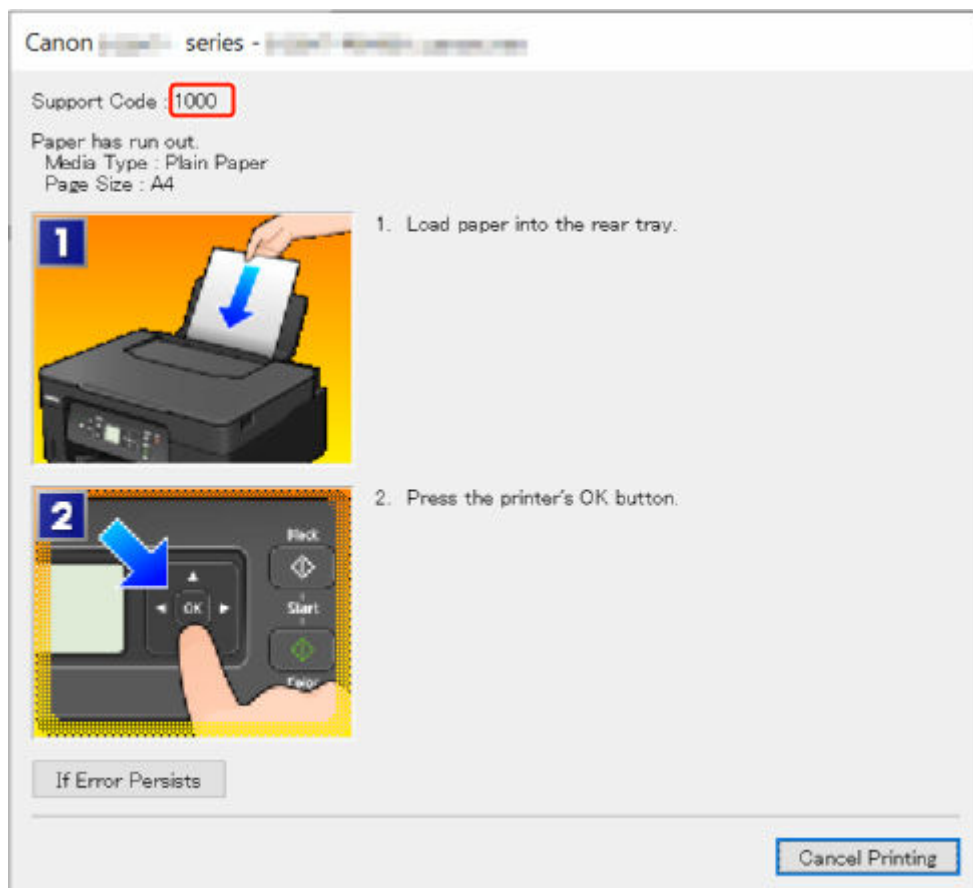 Canon series -
Support Code : 1000
Paper has run out.
Media Type : Plain Paper
Page Size : A4
1
1. Load paper into the rear tray.
2
2. Press the printer's OK button.
Black
OK
Start
Color
If Error Persists
Cancel Printing